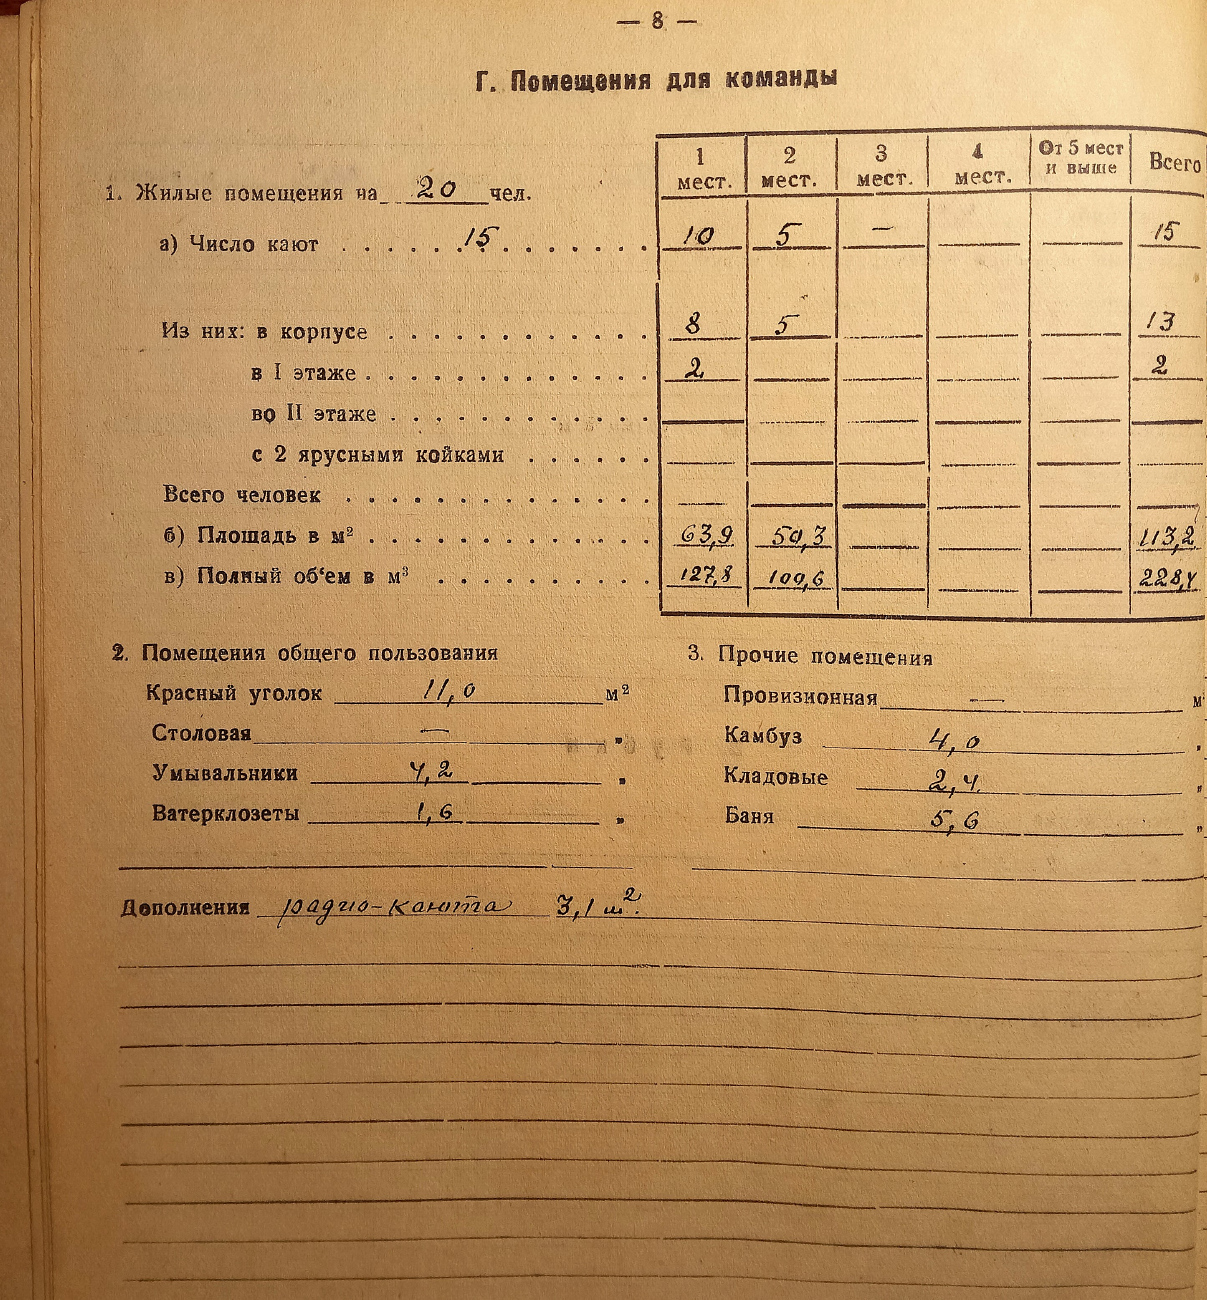 — 8 —
Г. Помещения для команды
1 мест. 2 мест. 3 мест. 4 мест. От 5 мест и выше Всего
1. Жилые помещения на 20 чел.
а) Число кают 15 10 5 — 15
Из них: в корпусе 8 5 13
в I этаже 2 2
во II этаже
с 2 ярусными койками
Всего человек
б) Площадь в м² 63,9 50,3 113,2
в) Полный об‘ем в м³ 127,8 100,6 228,4
2. Помещения общего пользования
Красный уголок 11,0 м²
Столовая — "
Умывальники 4,2 "
Ватерклозеты 1,6 "
3. Прочие помещения
Провизионная — м
Камбуз 4,0 "
Кладовые 2,4 "
Баня 5,6 "
Дополнения радио-каюта 3,1 м².